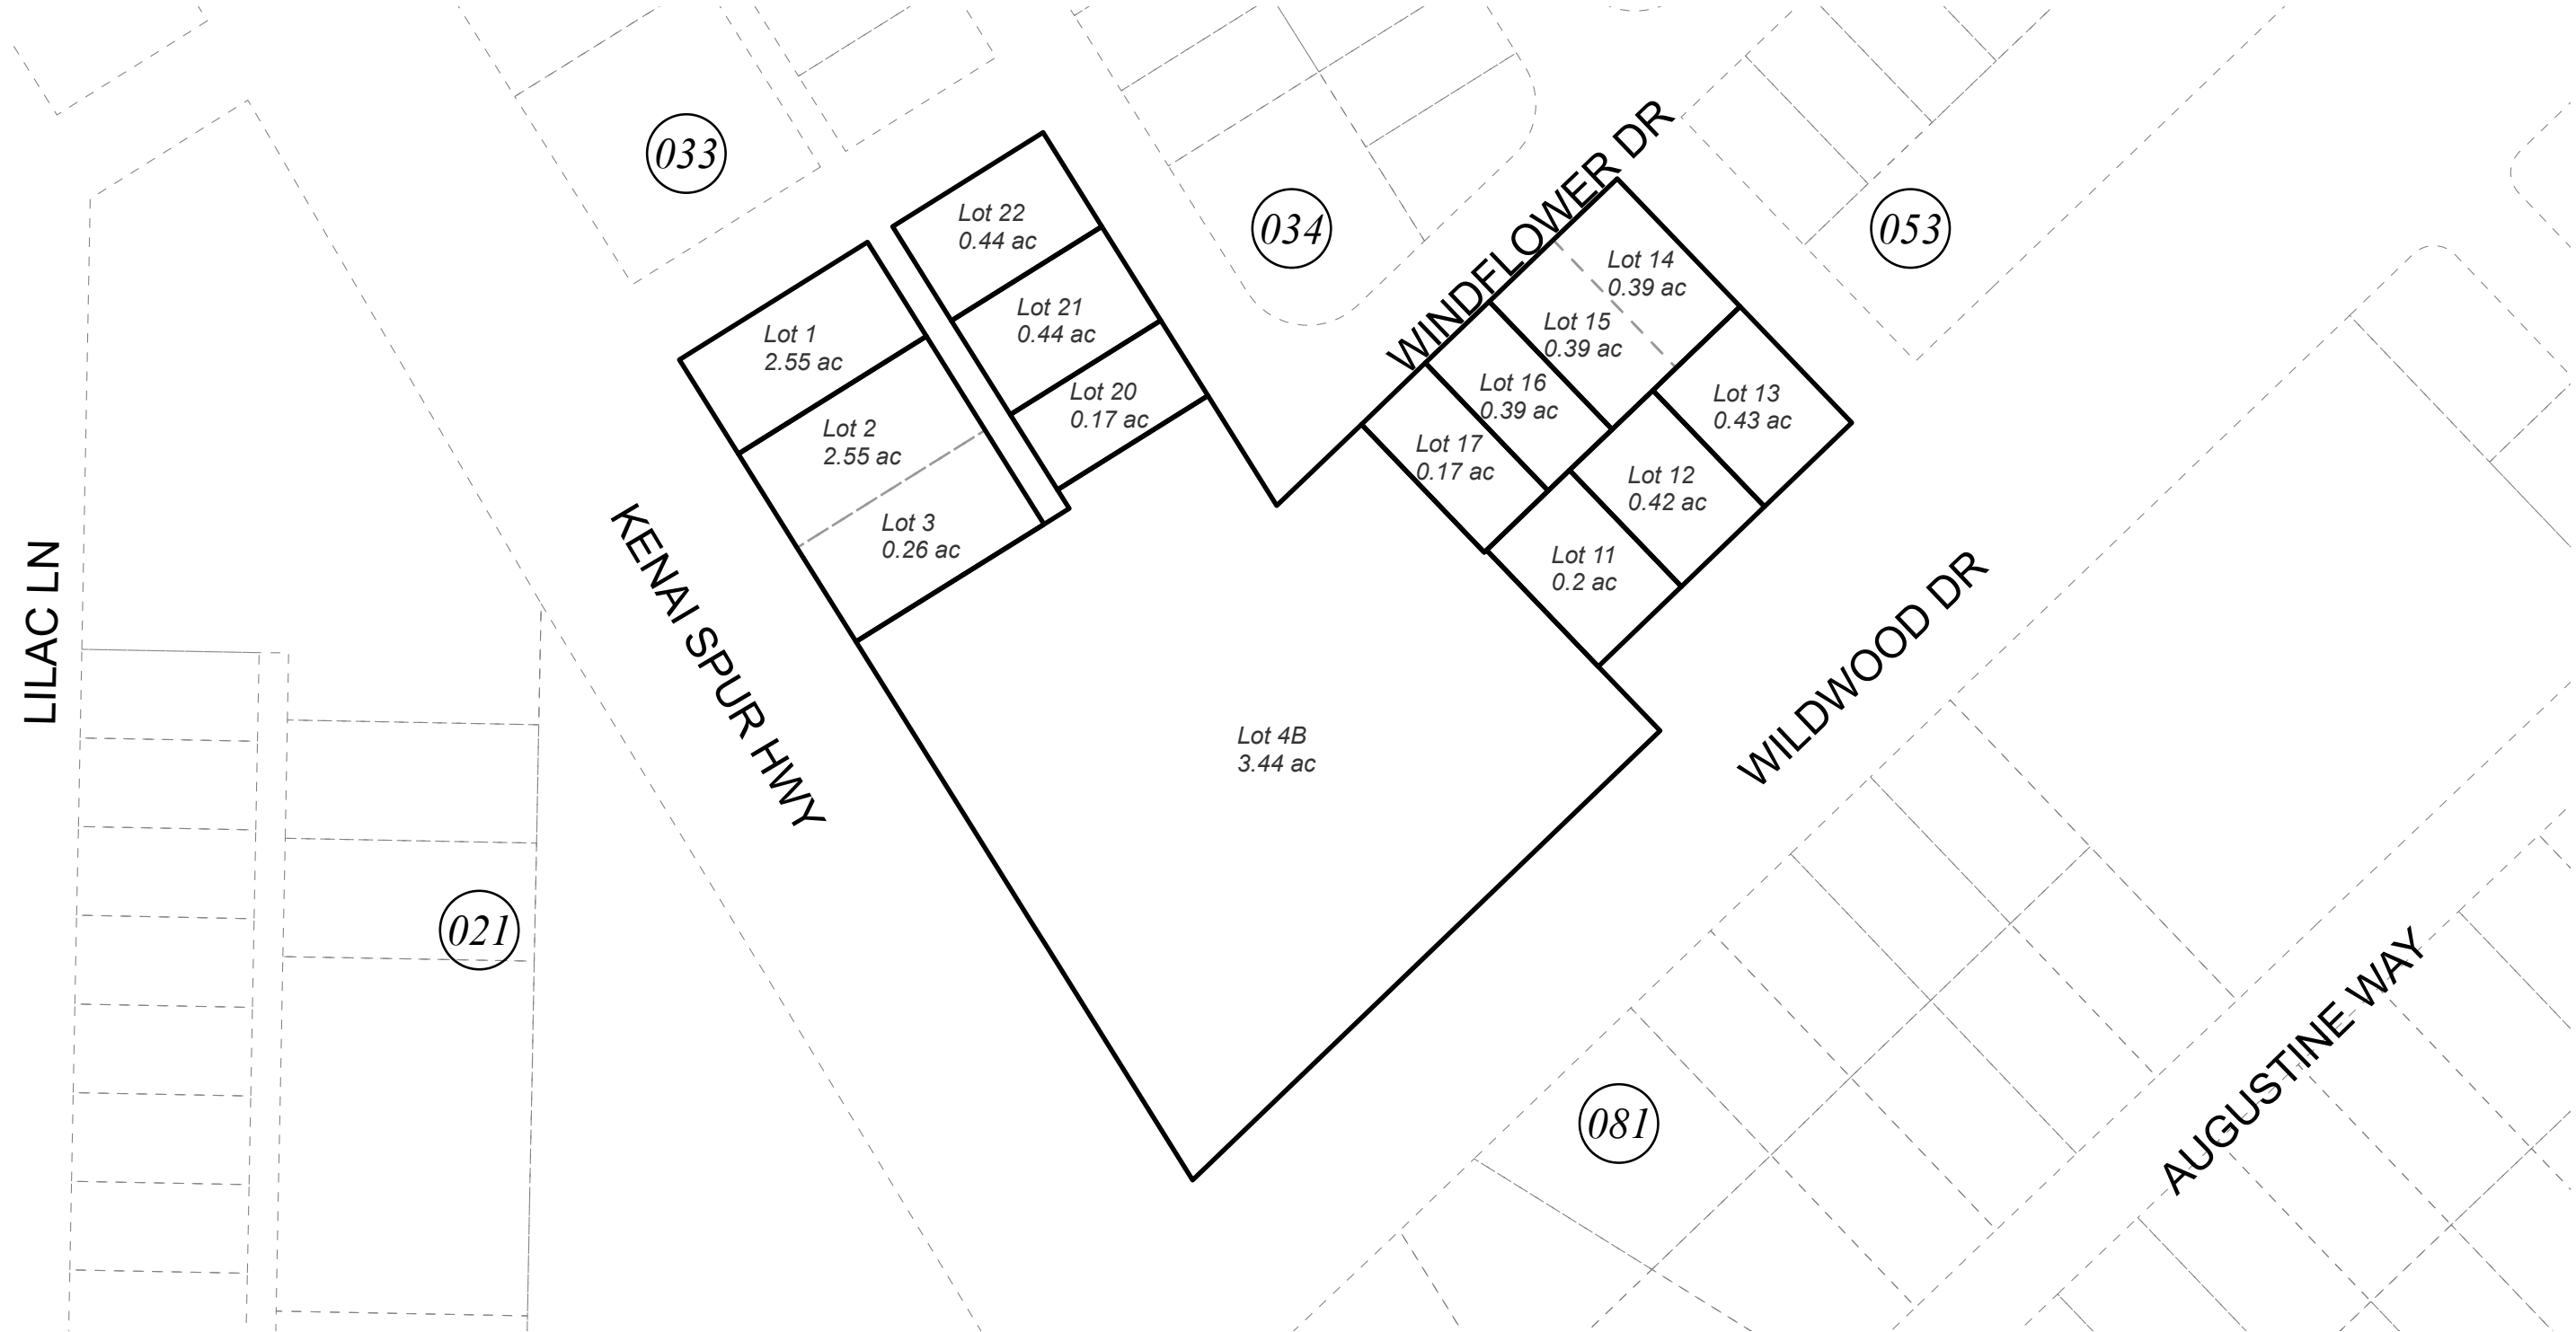 033
034
053
WINDFLOWER DR
Lot 22
0.44 ac
Lot 14
0.39 ac
Lot 21
0.44 ac
Lot 1
2.55 ac
Lot 15
0.39 ac
Lot 20
0.17 ac
Lot 16
0.39 ac
Lot 13
0.43 ac
Lot 2
2.55 ac
Lot 17
0.17 ac
Lot 12
0.42 ac
Lot 3
0.26 ac
Lot 11
0.2 ac
LILAC LN
KENAI SPUR HWY
WILDWOOD DR
Lot 4B
3.44 ac
021
081
AUGUSTINE WAY